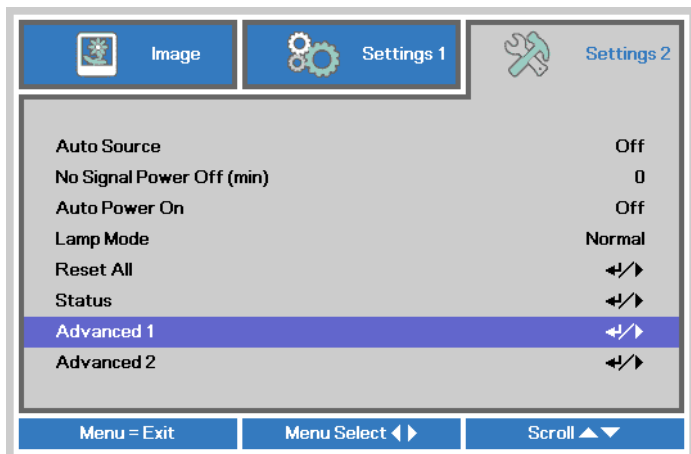 Image Settings 1 Settings 2
Auto Source Off
No Signal Power Off (min) 0
Auto Power On Off
Lamp Mode Normal
Reset All ↵/▶
Status ↵/▶
Advanced 1 ↵/▶
Advanced 2 ↵/▶
Menu = Exit Menu Select ◀▶ Scroll ▲▼